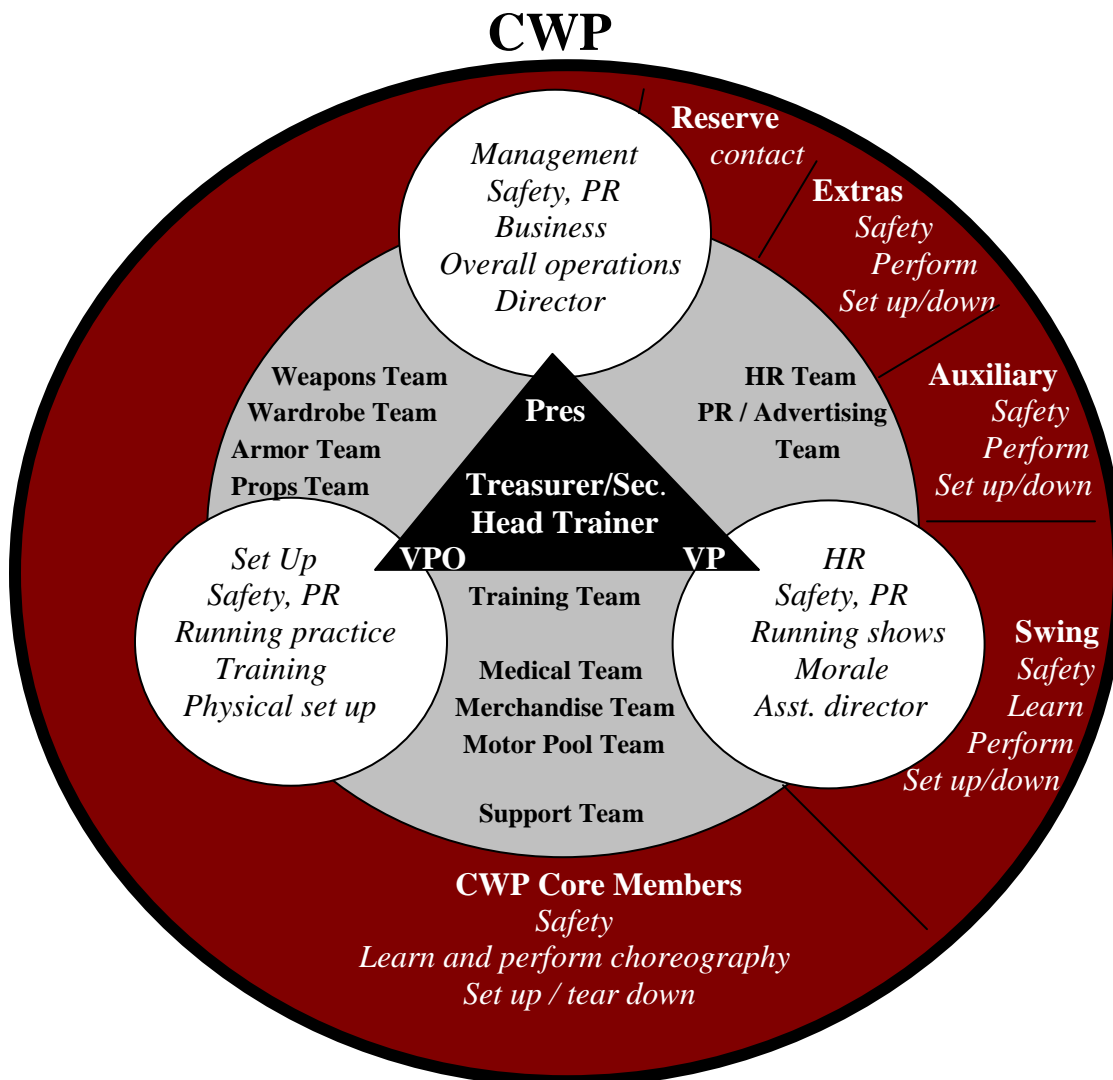 CWP
Management
Safety, PR
Business
Overall operations
Director
Reserve
contact
Extras
Safety
Perform
Set up/down
Auxiliary
Safety
Perform
Set up/down
Swing
Safety
Learn
Perform
Set up/down
Weapons Team
Wardrobe Team
Armor Team
Props Team
HR Team
PR / Advertising
Team
Pres
Treasurer/Sec.
Head Trainer
VPO
VP
Set Up
Safety, PR
Running practice
Training
Physical set up
HR
Safety, PR
Running shows
Morale
Asst. director
Training Team
Medical Team
Merchandise Team
Motor Pool Team
Support Team
CWP Core Members
Safety
Learn and perform choreography
Set up / tear down